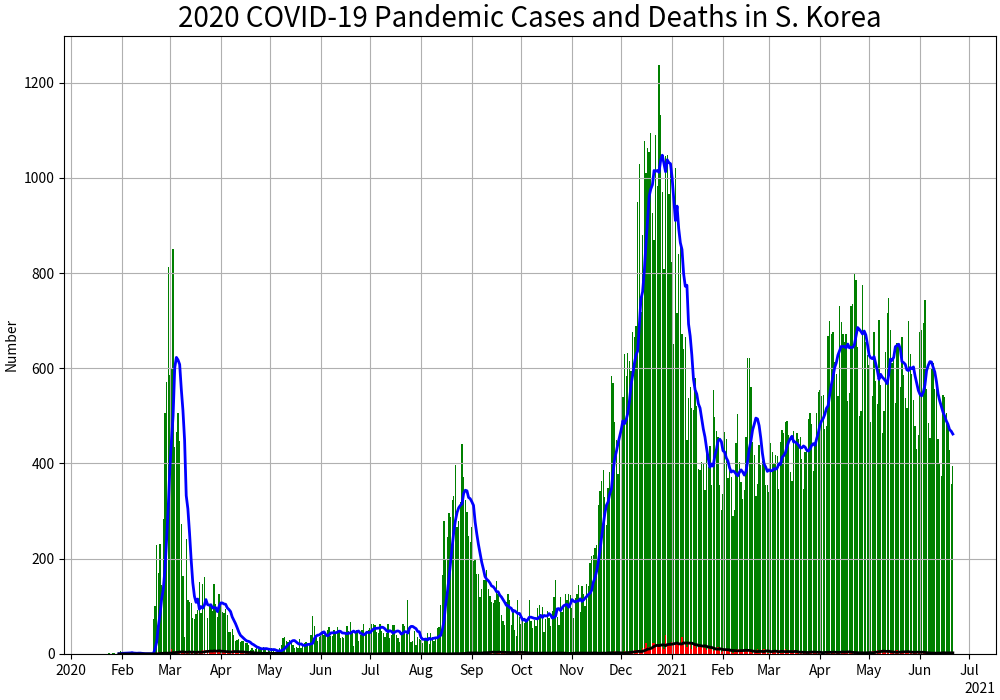 2020 COVID-19 Pandemic Cases and Deaths in S. Korea
Number
1200
1000
800
600
400
200
0
2020 Feb Mar Apr May Jun Jul Aug Sep Oct Nov Dec 2021 Feb Mar Apr May Jun Jul
2021